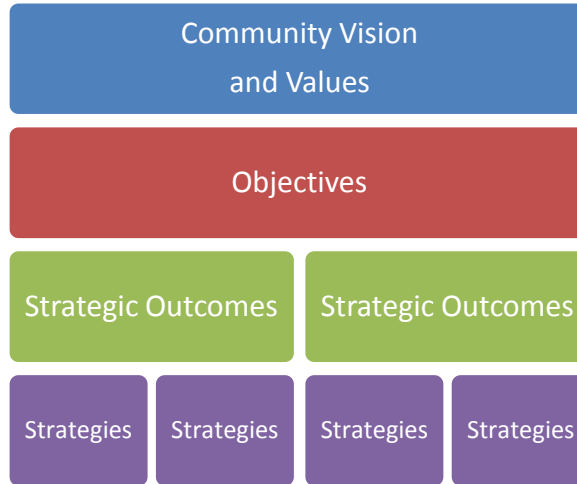 Community Vision
and Values
Objectives
Strategic Outcomes
Strategic Outcomes
Strategies
Strategies
Strategies
Strategies